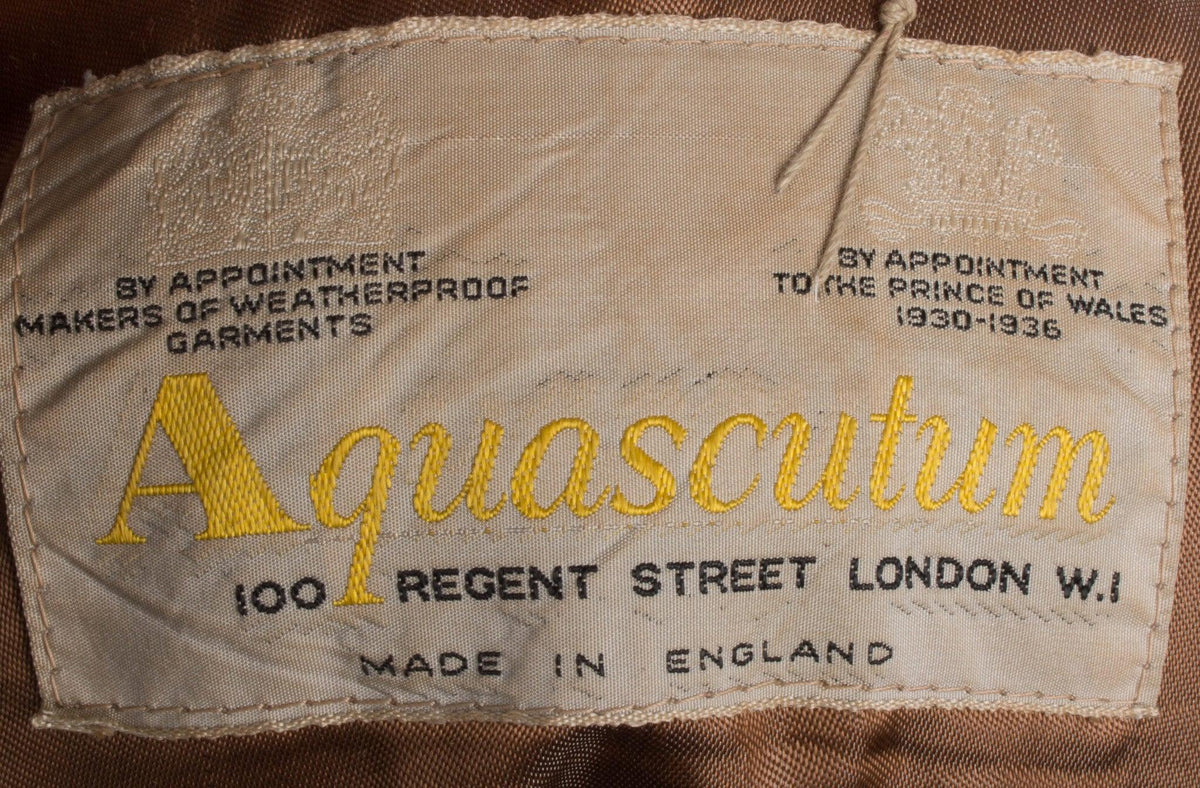 BY APPOINTMENT
MAKERS OF WEATHERPROOF
GARMENTS
BY APPOINTMENT
TO THE PRINCE OF WALES
1930-1936
Aquascutum
100 REGENT STREET LONDON W.1
MADE IN ENGLAND